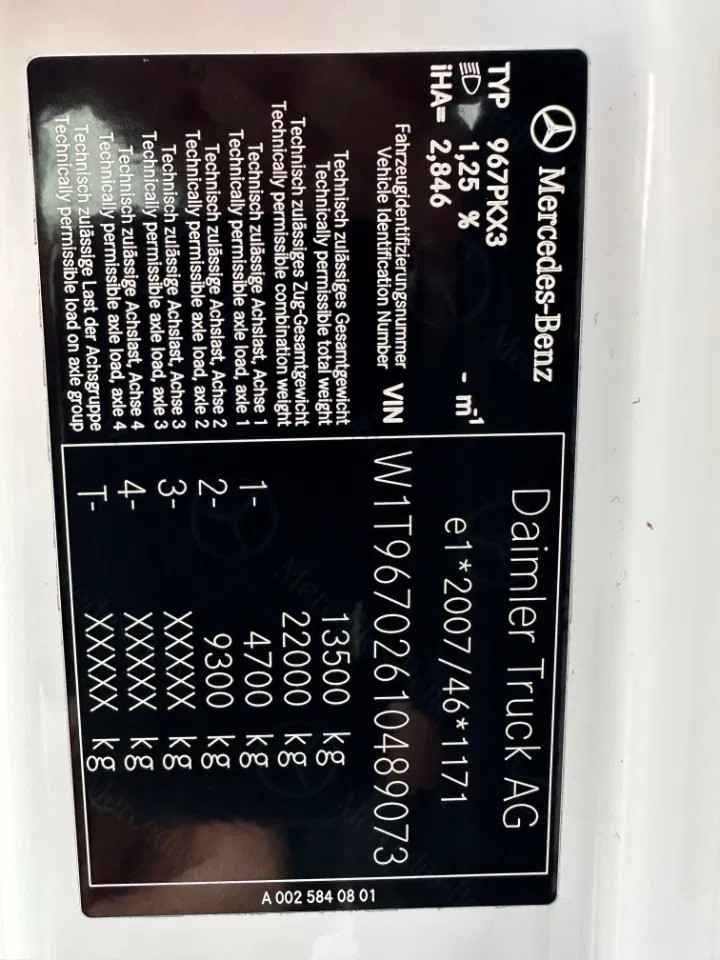 Mercedes-Benz
TYP 967PKX3
1,25 % - m⁻¹
iHA= 2,846
Daimler Truck AG
e1*2007/46*1171
Fahrzeugidentifizierungsnummer
Vehicle Identification Number VIN W1T96702610489073
Technisch zulässiges Gesamtgewicht
Technically permissible total weight 13500 kg
Technisch zulässiges Zug-Gesamtgewicht
Technically permissible combination weight 22000 kg
Technisch zulässige Achslast, Achse 1
Technically permissible axle load, axle 1 1- 4700 kg
Technisch zulässige Achslast, Achse 2
Technically permissible axle load, axle 2 2- 9300 kg
Technisch zulässige Achslast, Achse 3
Technically permissible axle load, axle 3 3- XXXXX kg
Technisch zulässige Achslast, Achse 4
Technically permissible axle load, axle 4 4- XXXXX kg
Technisch zulässige Last der Achsgruppe
Technically permissible load on axle group T- XXXXX kg
A 002 584 08 01